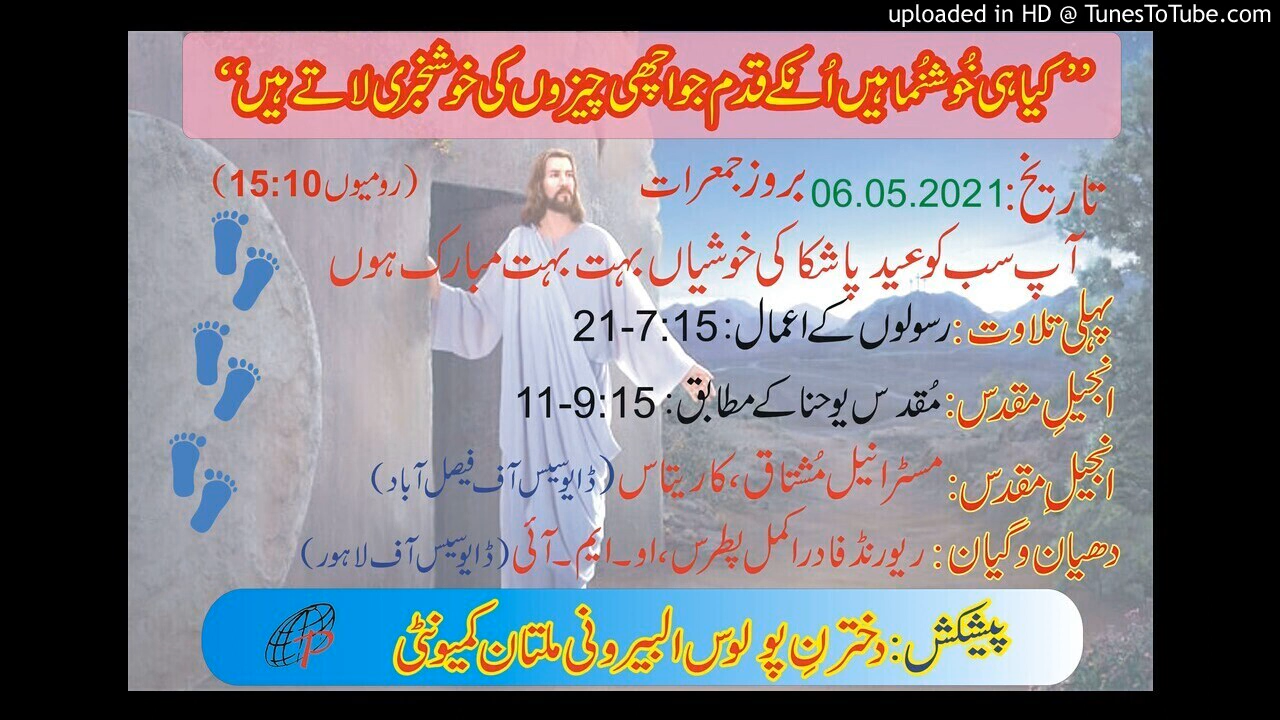 uploaded in HD @ TunesToTube.com
”کیا ہی خُوشنُما ہیں اُنکے قدم جو اچھی چیزوں کی خوشخبری لاتے ہیں“
تاریخ: 06.05.2021 بروز جمعرات (رومیوں 15:10)
آپ سب کو عید پاشکا کی خوشیاں بہت بہت مبارک ہوں
پہلی تلاوت: رسولوں کے اعمال: 21-7:15
انجیلِ مقدس: مُقدس یوحنا کے مطابق: 11-9:15
انجیلِ مقدس: مسٹر انیل مُشتاق، کاریتاس (ڈایوسیس آف فیصل آباد)
دھیان و گیان: ریورنڈ فادر اکمل پطرس، او۔ایم۔آئی (ڈایوسیس آف لاہور)
پیشکش: دخترنِ پولوس البیرونی ملتان کمیونٹی
P